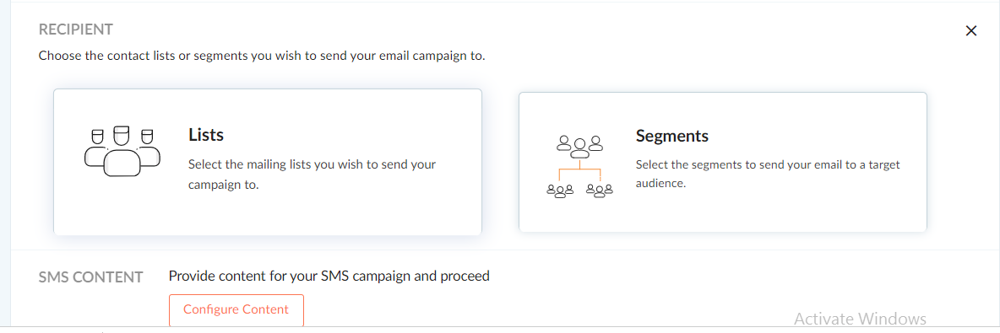 RECIPIENT
Choose the contact lists or segments you wish to send your email campaign to.
Lists
Select the mailing lists you wish to send your
campaign to.
Segments
Select the segments to send your email to a target
audience.
SMS CONTENT
Provide content for your SMS campaign and proceed
Configure Content
Activate Windows